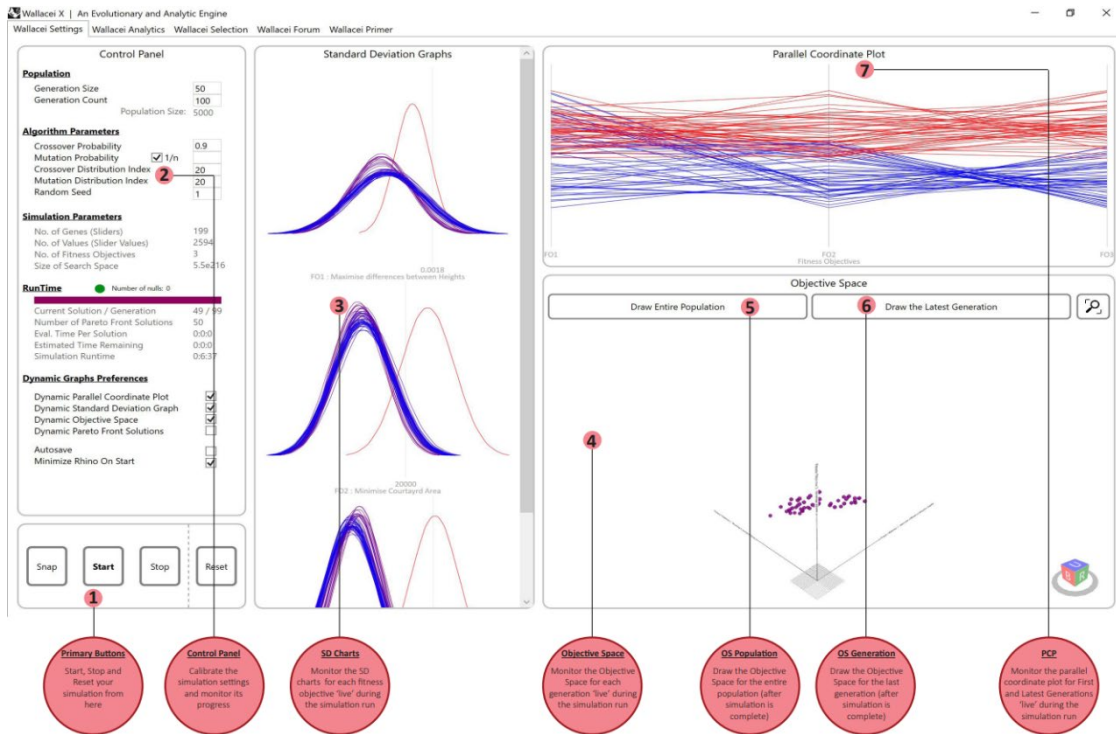 Wallacei X | An Evolutionary and Analytic Engine
Wallacei Settings Wallacei Analytics Wallacei Selection Wallacei Forum Wallacei Primer
Control Panel
Population
Generation Size 50
Generation Count 100
Population Size: 5000
Algorithm Parameters
Crossover Probability 0.9
Mutation Probability 1/n
Crossover Distribution Index 20
Mutation Distribution Index 20
Random Seed 1
2
Simulation Parameters
No. of Genes (Sliders) 199
No. of Values (Slider Values) 2594
No. of Fitness Objectives 3
Size of Search Space 5.5e216
RunTime Number of nulls: 0
Current Solution / Generation 49 / 99
Number of Pareto Front Solutions 50
Eval. Time Per Solution 0:0:0
Estimated Time Remaining 0:0:0
Simulation Runtime 0:6:37
Dynamic Graphs Preferences
Dynamic Parallel Coordinate Plot
Dynamic Standard Deviation Graph
Dynamic Objective Space
Dynamic Pareto Front Solutions
Autosave
Minimize Rhino On Start
Snap Start Stop Reset
1
Standard Deviation Graphs
0.0018
FO1 : Maximise differences between Heights
3
20000
FO2 : Minimise Courtayrd Area
Parallel Coordinate Plot
7
FO1 FO2 FO3
Fitness Objectives
Objective Space
Draw Entire Population 5 6 Draw the Latest Generation
4
Primary Buttons
Start, Stop and
Reset your
simulation from
here
Control Panel
Calibrate the
simulation settings
and monitor its
progress
SD Charts
Monitor the SD
charts for each fitness
objective 'live' during
the simulation run
Objective Space
Monitor the Objective
Space for each
generation 'live' during
the simulation run
OS Population
Draw the Objective
Space for the entire
population (after
simulation is
complete)
OS Generation
Draw the Objective
Space for the last
generation (after
simulation is
complete)
PCP
Monitor the parallel
coordinate plot for First
and Latest Generations
'live' during the
simulation run